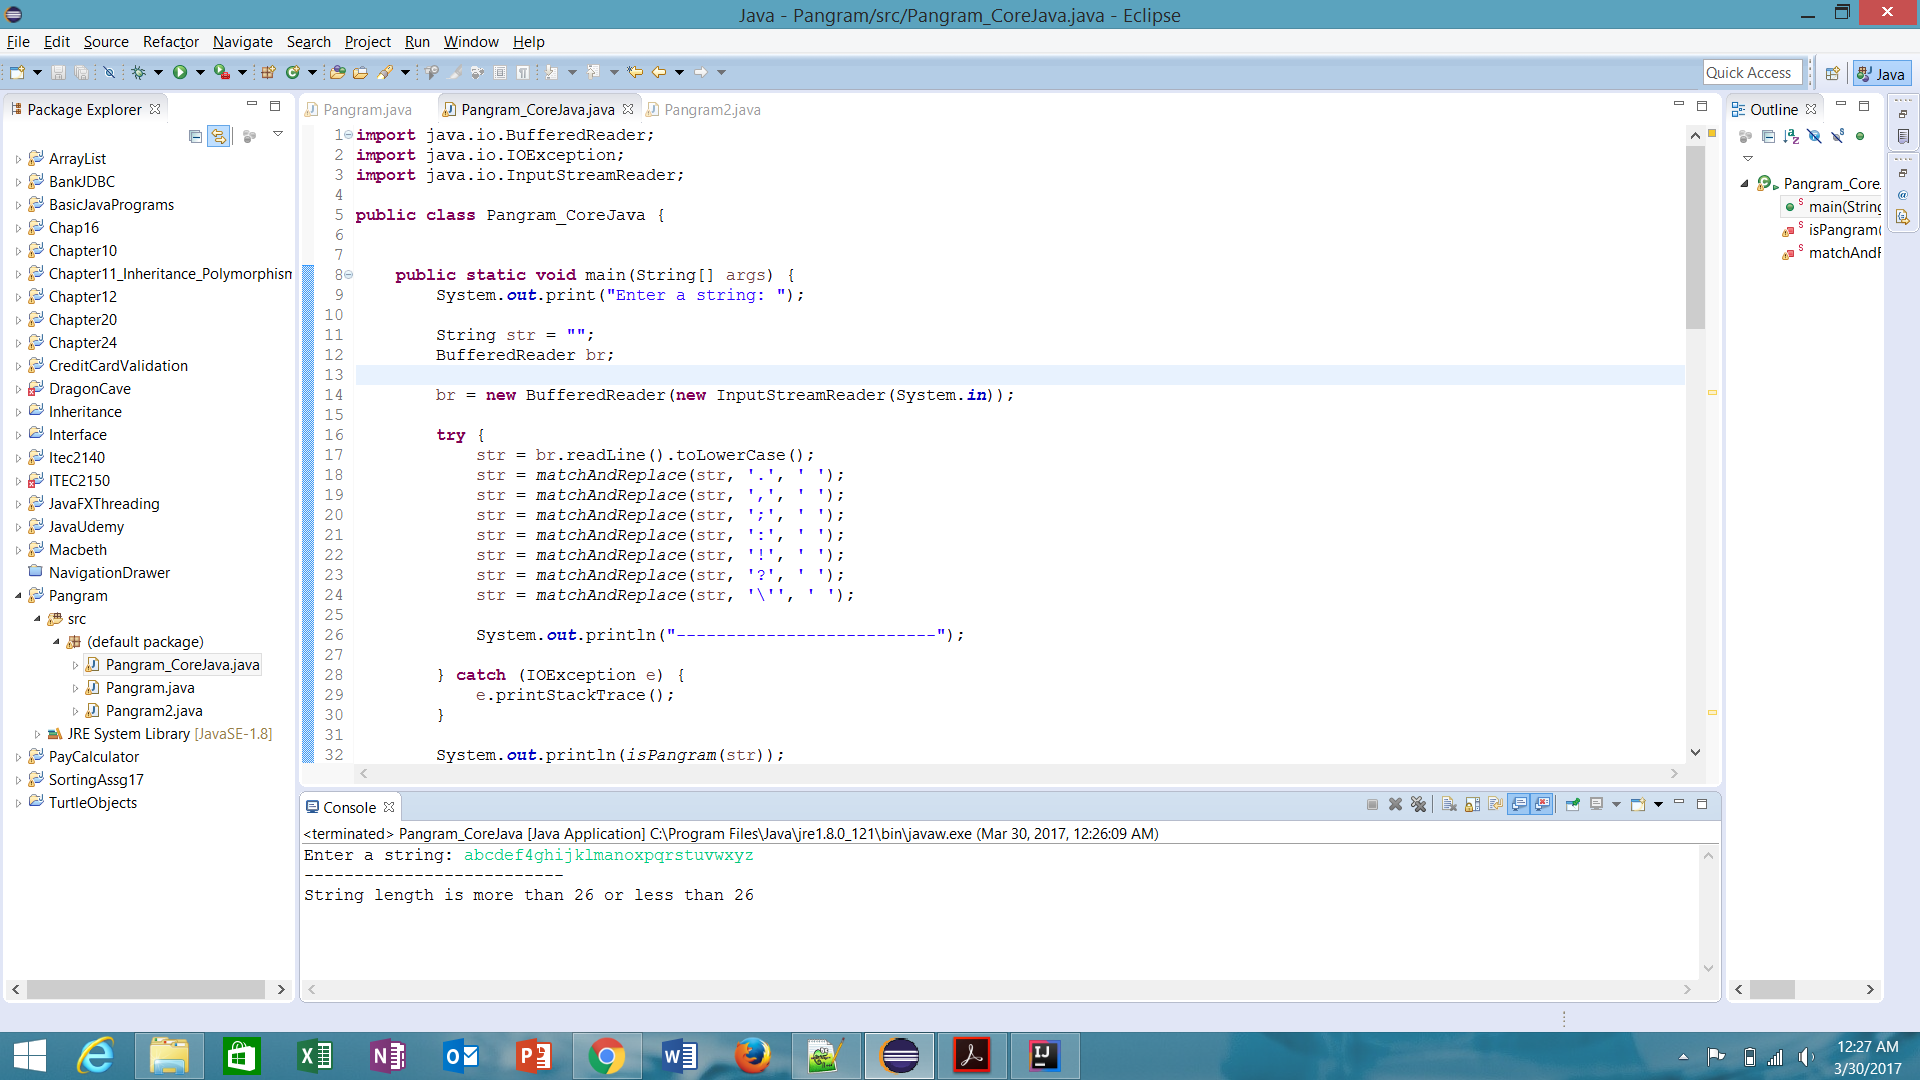 Java - Pangram/src/Pangram_CoreJava.java - Eclipse
File Edit Source Refactor Navigate Search Project Run Window Help
Quick Access
Java
Package Explorer
ArrayList
BankJDBC
BasicJavaPrograms
Chap16
Chapter10
Chapter11_Inheritance_Polymorphism
Chapter12
Chapter20
Chapter24
CreditCardValidation
DragonCave
Inheritance
Interface
Itec2140
ITEC2150
JavaFXThreading
JavaUdemy
Macbeth
NavigationDrawer
Pangram
src
(default package)
Pangram_CoreJava.java
Pangram.java
Pangram2.java
JRE System Library [JavaSE-1.8]
PayCalculator
SortingAssg17
TurtleObjects
Pangram.java Pangram_CoreJava.java Pangram2.java
1 import java.io.BufferedReader;
2 import java.io.IOException;
3 import java.io.InputStreamReader;
4
5 public class Pangram_CoreJava {
6
7
8 public static void main(String[] args) {
9 System.out.print("Enter a string: ");
10
11 String str = "";
12 BufferedReader br;
13
14 br = new BufferedReader(new InputStreamReader(System.in));
15
16 try {
17 str = br.readLine().toLowerCase();
18 str = matchAndReplace(str, '.', ' ');
19 str = matchAndReplace(str, ',', ' ');
20 str = matchAndReplace(str, ';', ' ');
21 str = matchAndReplace(str, ':', ' ');
22 str = matchAndReplace(str, '!', ' ');
23 str = matchAndReplace(str, '?', ' ');
24 str = matchAndReplace(str, '\'', ' ');
25
26 System.out.println("--------------------------");
27
28 } catch (IOException e) {
29 e.printStackTrace();
30 }
31
32 System.out.println(isPangram(str));
Outline
Pangram_Core
main(String
isPangram(
matchAndR
Console
<terminated> Pangram_CoreJava [Java Application] C:\Program Files\Java\jre1.8.0_121\bin\javaw.exe (Mar 30, 2017, 12:26:09 AM)
Enter a string: abcdef4ghijklmanoxpqrstuvwxyz
--------------------------
String length is more than 26 or less than 26
12:27 AM
3/30/2017